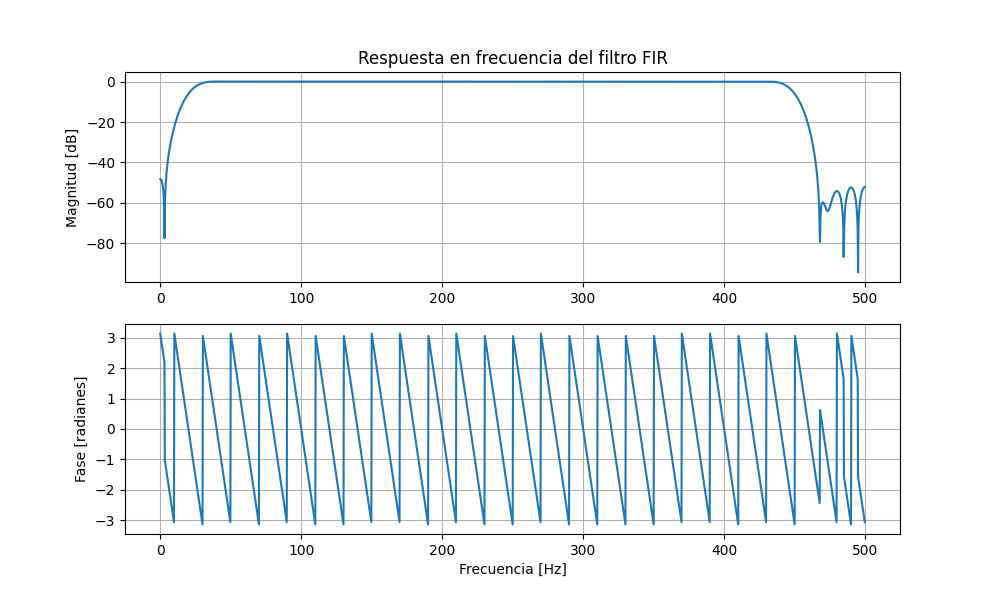 Respuesta en frecuencia del filtro FIR
Magnitud [dB]
0
−20
−40
−60
−80
0 100 200 300 400 500
Fase [radianes]
3
2
1
0
−1
−2
−3
0 100 200 300 400 500
Frecuencia [Hz]